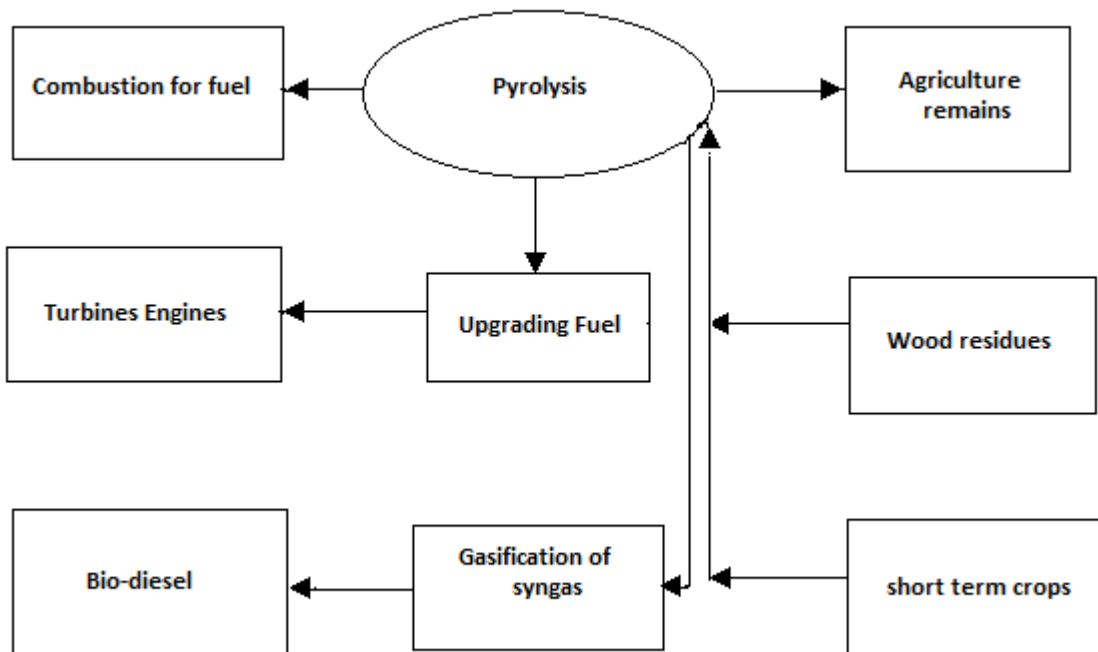 Combustion for fuel
Pyrolysis
Agriculture
remains
Turbines Engines
Upgrading Fuel
Wood residues
Bio-diesel
Gasification of
syngas
short term crops